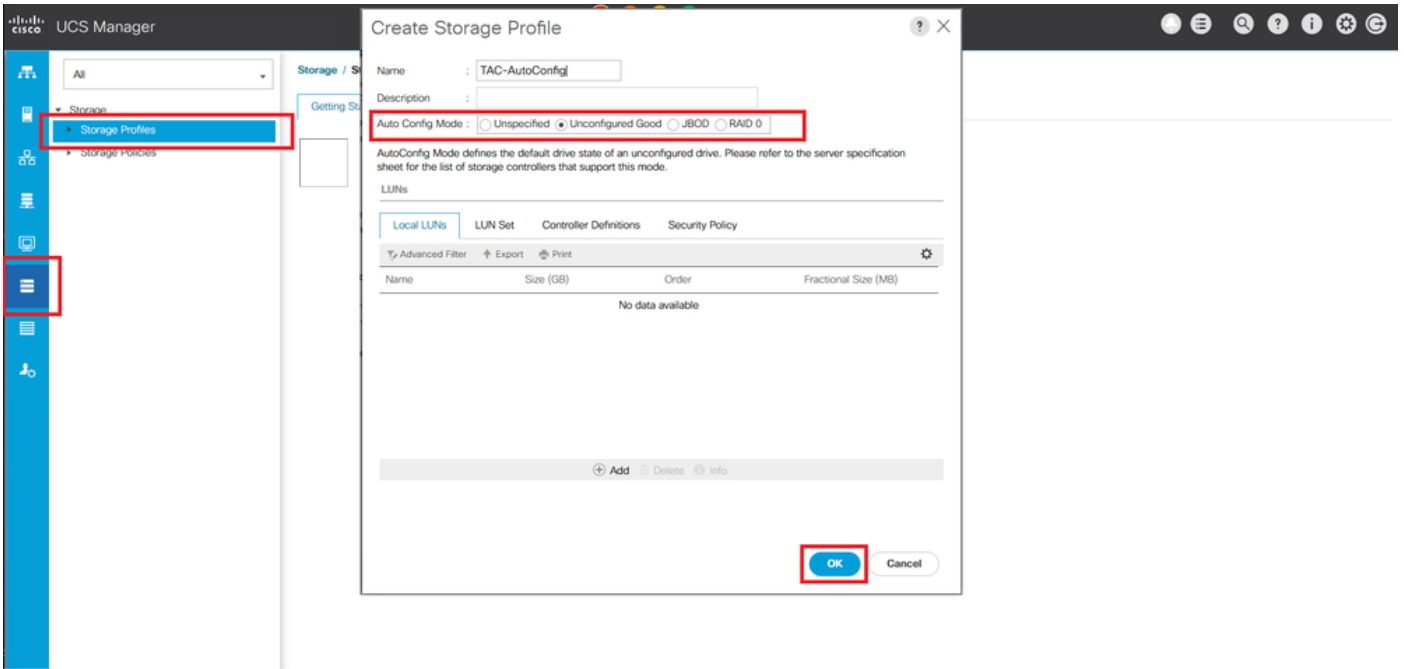 cisco UCS Manager
All
Storage
Storage Profiles
Storage Policies
Storage /
Getting
Create Storage Profile
Name : TAC-AutoConfig
Description :
Auto Config Mode : Unspecified Unconfigured Good JBOD RAID 0
AutoConfig Mode defines the default drive state of an unconfigured drive. Please refer to the server specification
sheet for the list of storage controllers that support this mode.
LUNs
Local LUNs LUN Set Controller Definitions Security Policy
Advanced Filter Export Print
Name Size (GB) Order Fractional Size (MB)
No data available
Add Delete Info
OK Cancel